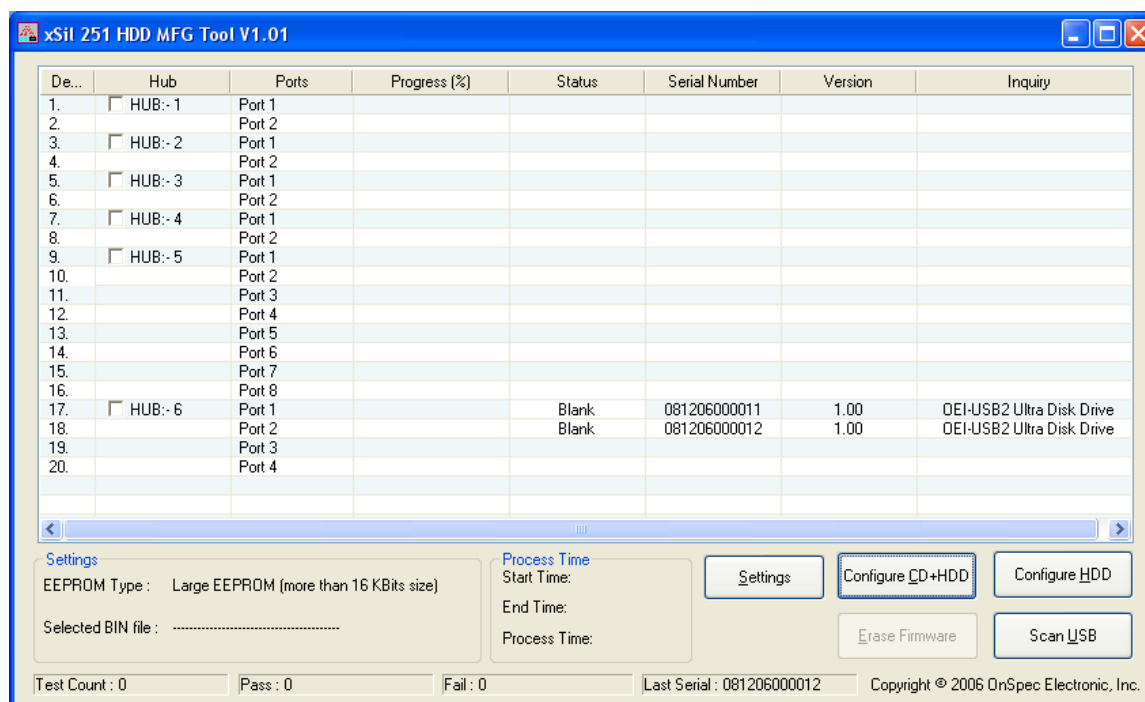 xSil 251 HDD MFG Tool V1.01
De... Hub Ports Progress (%) Status Serial Number Version Inquiry
1. HUB:- 1 Port 1
2. Port 2
3. HUB:- 2 Port 1
4. Port 2
5. HUB:- 3 Port 1
6. Port 2
7. HUB:- 4 Port 1
8. Port 2
9. HUB:- 5 Port 1
10. Port 2
11. Port 3
12. Port 4
13. Port 5
14. Port 6
15. Port 7
16. Port 8
17. HUB:- 6 Port 1 Blank 081206000011 1.00 OEI-USB2 Ultra Disk Drive
18. Port 2 Blank 081206000012 1.00 OEI-USB2 Ultra Disk Drive
19. Port 3
20. Port 4
Settings
EEPROM Type : Large EEPROM (more than 16 KBits size)
Selected BIN file : ----------------------------------------
Process Time
Start Time:
End Time:
Process Time:
Settings Configure CD+HDD Configure HDD
Erase Firmware Scan USB
Test Count : 0 Pass : 0 Fail : 0 Last Serial : 081206000012 Copyright © 2006 OnSpec Electronic, Inc.